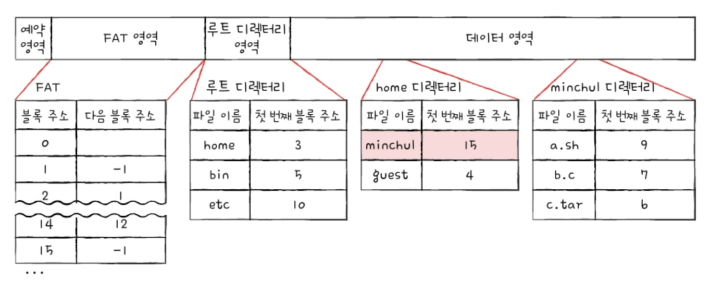 예약 영역
FAT 영역
루트 디렉터리 영역
데이터 영역
FAT
블록 주소 다음 블록 주소
0
1 -1
2 1
14 12
15 -1
...
루트 디렉터리
파일 이름 첫 번째 블록 주소
home 3
bin 5
etc 10
home 디렉터리
파일 이름 첫 번째 블록 주소
minchul 15
guest 4
minchul 디렉터리
파일 이름 첫 번째 블록 주소
a.sh 9
b.c 7
c.tar 6